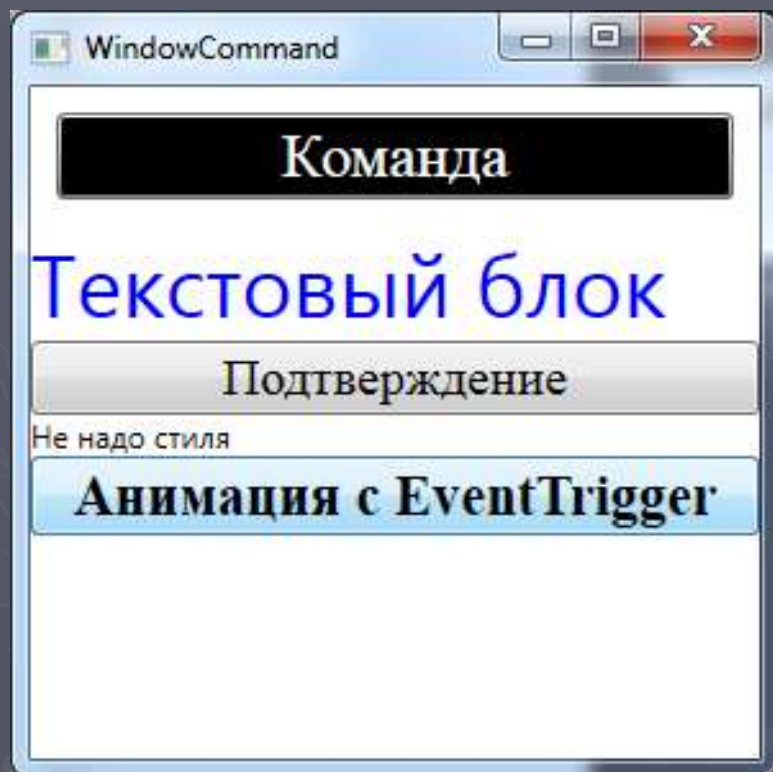 WindowCommand
Команда
Текстовый блок
Подтверждение
Не надо стиля
Анимация с EventTrigger